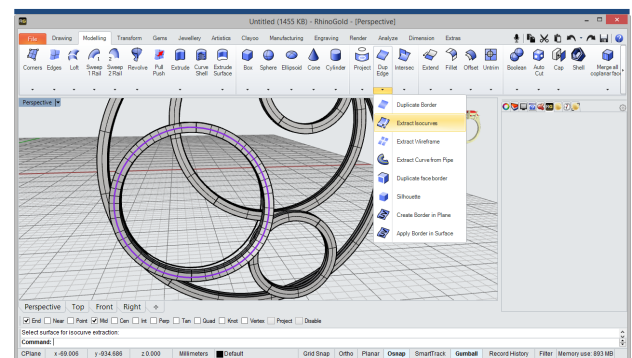 Untitled (1455 KB) - RhinoGold - [Perspective]
File Drawing Modelling Transform Gems Jewellery Artistics Clayoo Manufacturing Engraving Render Analyze Dimension Extras
Corners Edges Loft Sweep 1 Rail Sweep 2 Rail Revolve Pull Push Extrude Curve Shell Extrude Surface Box Sphere Ellipsoid Cone Cylinder Project Dup Edge Intersec Extend Fillet Offset Untrim Boolean Auto Cut Cap Shell Merge all coplanar face
Perspective
Duplicate Border
Extract Isocurves
Extract Wireframe
Extract Curve from Pipe
Duplicate face border
Silhouette
Create Border in Plane
Apply Border in Surface
Perspective Top Front Right
End Near Point Mid Cen Int Perp Tan Quad Knot Vertex Project Disable
Select surface for isocurve extraction:
Command:
CPlane x -69.006 y -934.686 z 0.000 Millimeters Default Grid Snap Ortho Planar Osnap SmartTrack Gumball Record History Filter Memory use: 893 MB